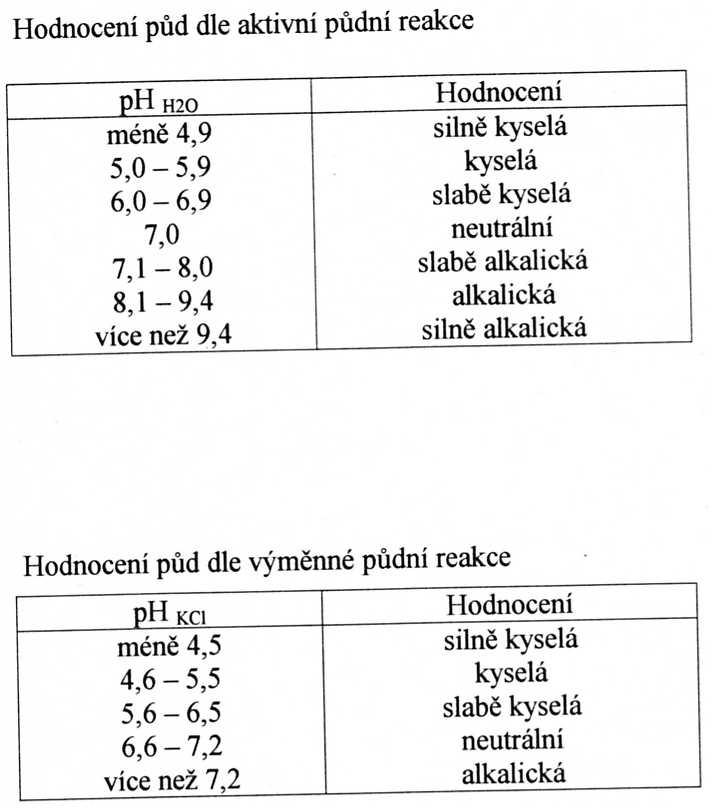 Hodnocení půd dle aktivní půdní reakce
pH H2O Hodnocení
méně 4,9 silně kyselá
5,0 – 5,9 kyselá
6,0 – 6,9 slabě kyselá
7,0 neutrální
7,1 – 8,0 slabě alkalická
8,1 – 9,4 alkalická
více než 9,4 silně alkalická
Hodnocení půd dle výměnné půdní reakce
pH KCl Hodnocení
méně 4,5 silně kyselá
4,6 – 5,5 kyselá
5,6 – 6,5 slabě kyselá
6,6 – 7,2 neutrální
více než 7,2 alkalická